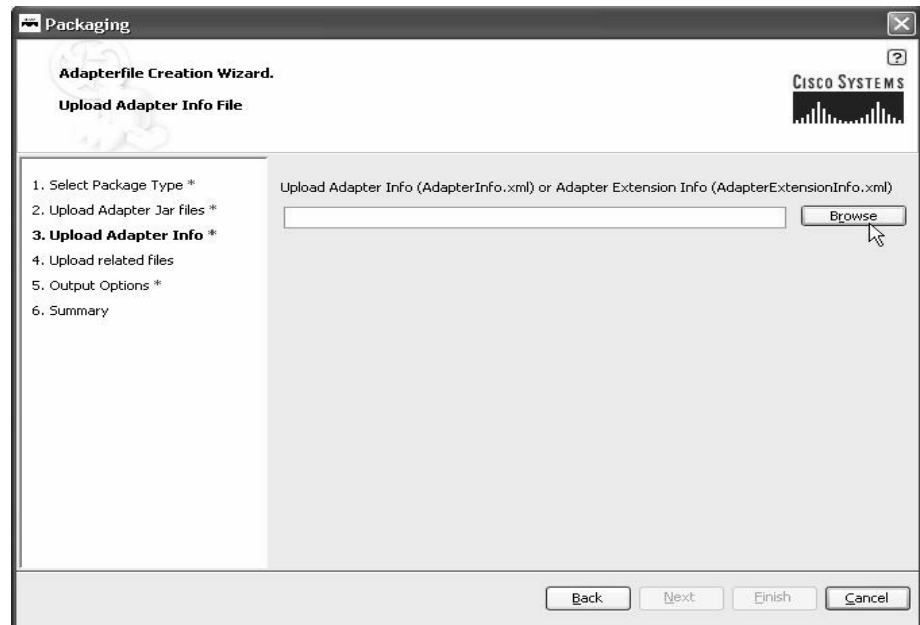 Packaging
?
Adapterfile Creation Wizard.
CISCO SYSTEMS
Upload Adapter Info File
1. Select Package Type *
2. Upload Adapter Jar files *
3. Upload Adapter Info *
4. Upload related files
5. Output Options *
6. Summary
Upload Adapter Info (AdapterInfo.xml) or Adapter Extension Info (AdapterExtensionInfo.xml)
Browse
Back Next Finish Cancel